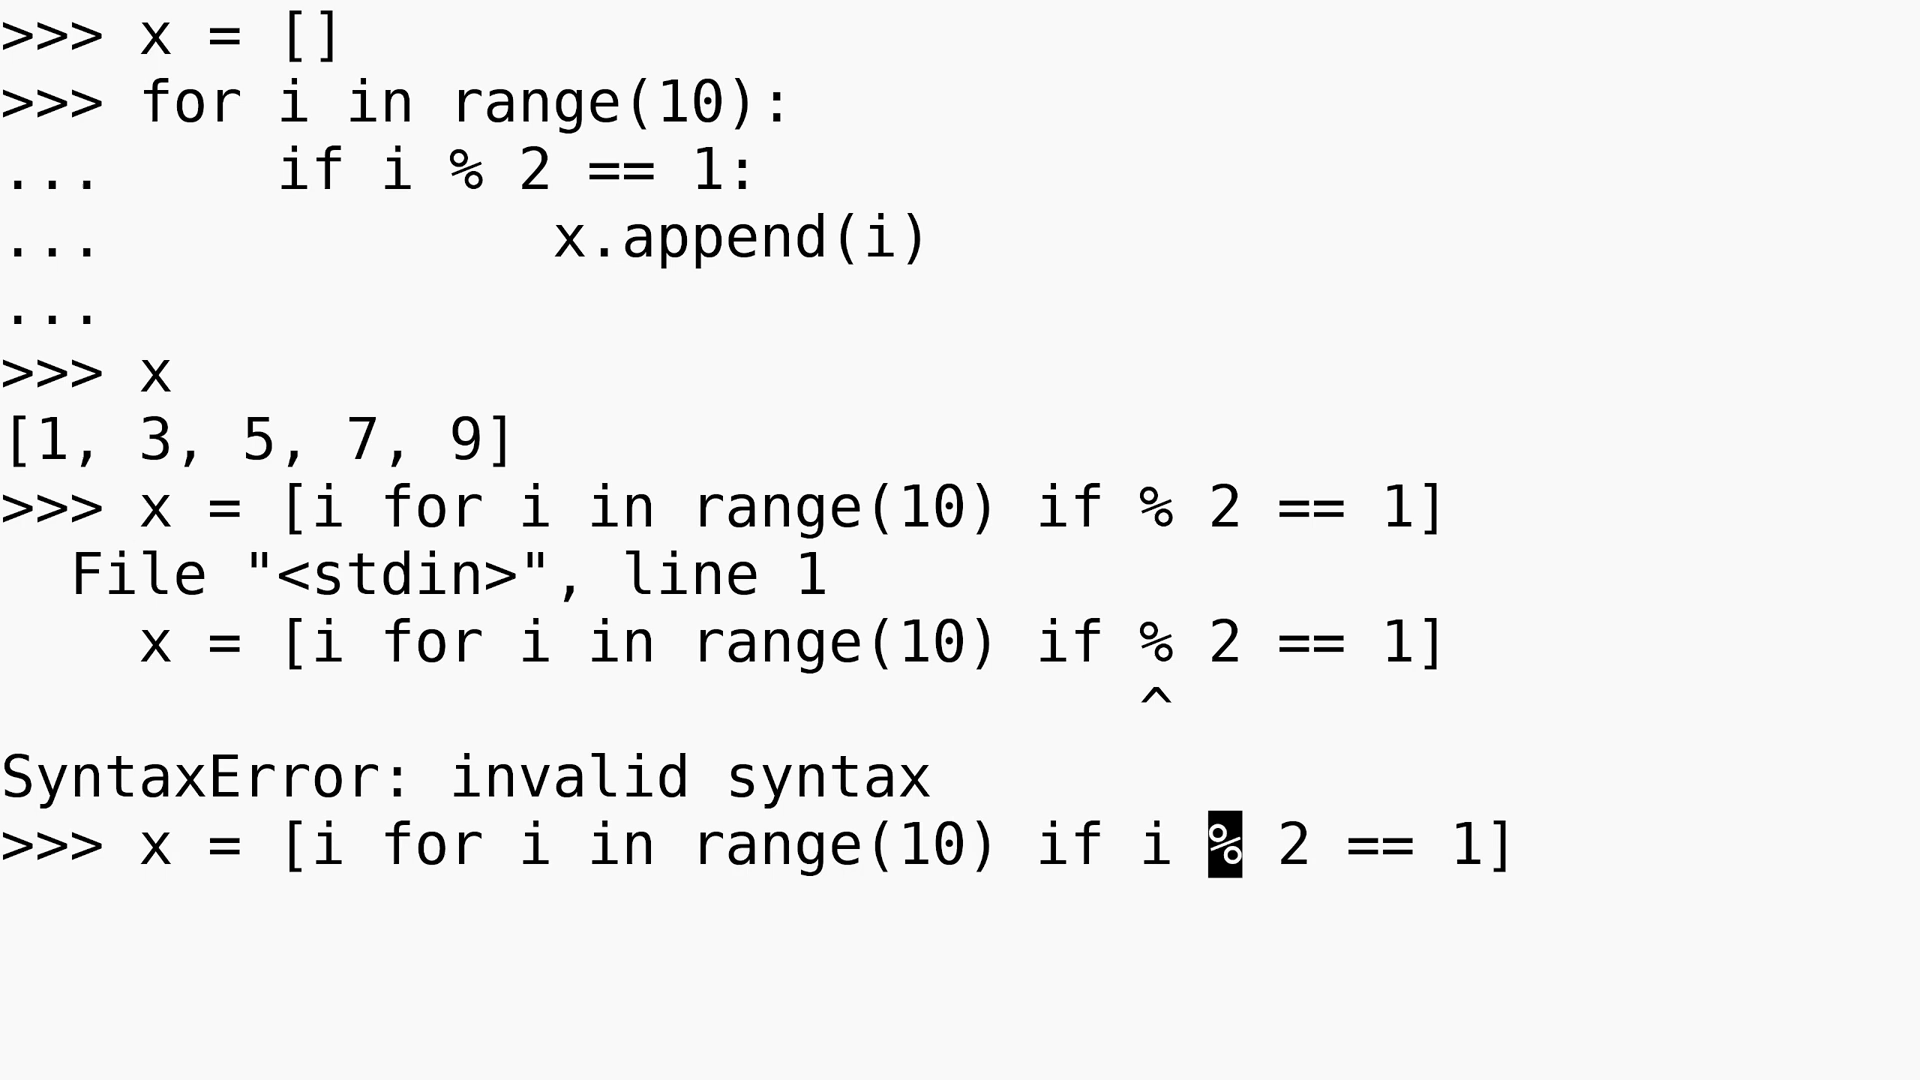 >>> x = []
>>> for i in range(10):
...     if i % 2 == 1:
...             x.append(i)
...
>>> x
[1, 3, 5, 7, 9]
>>> x = [i for i in range(10) if % 2 == 1]
  File "<stdin>", line 1
    x = [i for i in range(10) if % 2 == 1]
                                 ^
SyntaxError: invalid syntax
>>> x = [i for i in range(10) if i % 2 == 1]